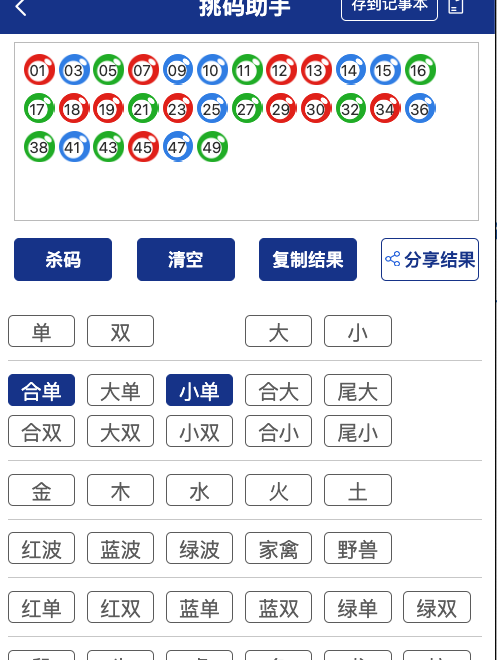 挑码助手 存到记事本
01 03 05 07 09 10 11 12 13 14 15 16
17 18 19 21 23 25 27 29 30 32 34 36
38 41 43 45 47 49
杀码 清空 复制结果 分享结果
单 双 大 小
合单 大单 小单 合大 尾大
合双 大双 小双 合小 尾小
金 木 水 火 土
红波 蓝波 绿波 家禽 野兽
红单 红双 蓝单 蓝双 绿单 绿双